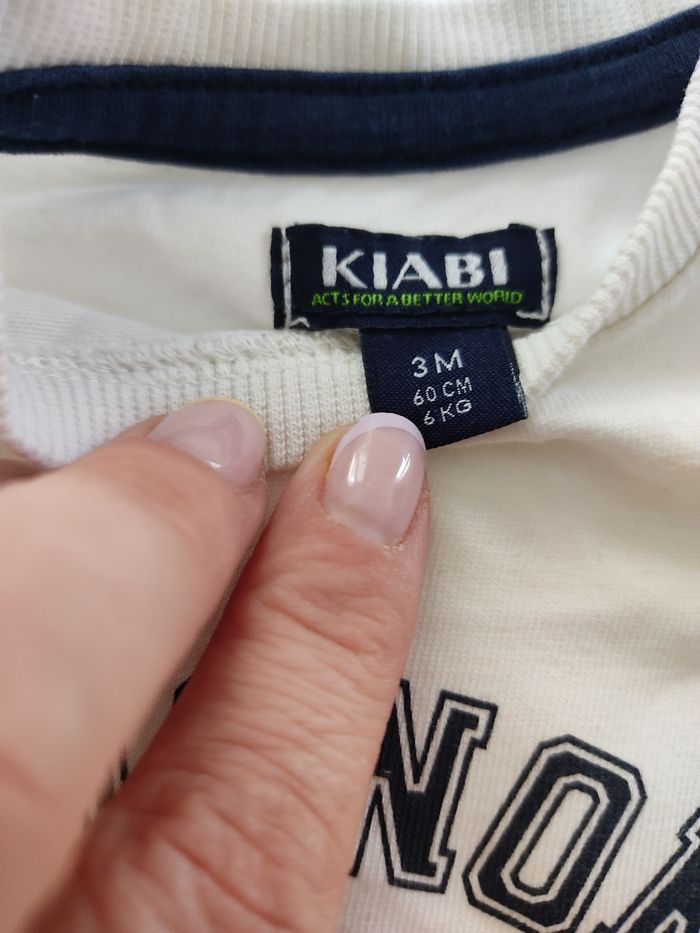 KIABI
ACTS FOR A BETTER WORLD
3M
60 CM
6 KG
NO